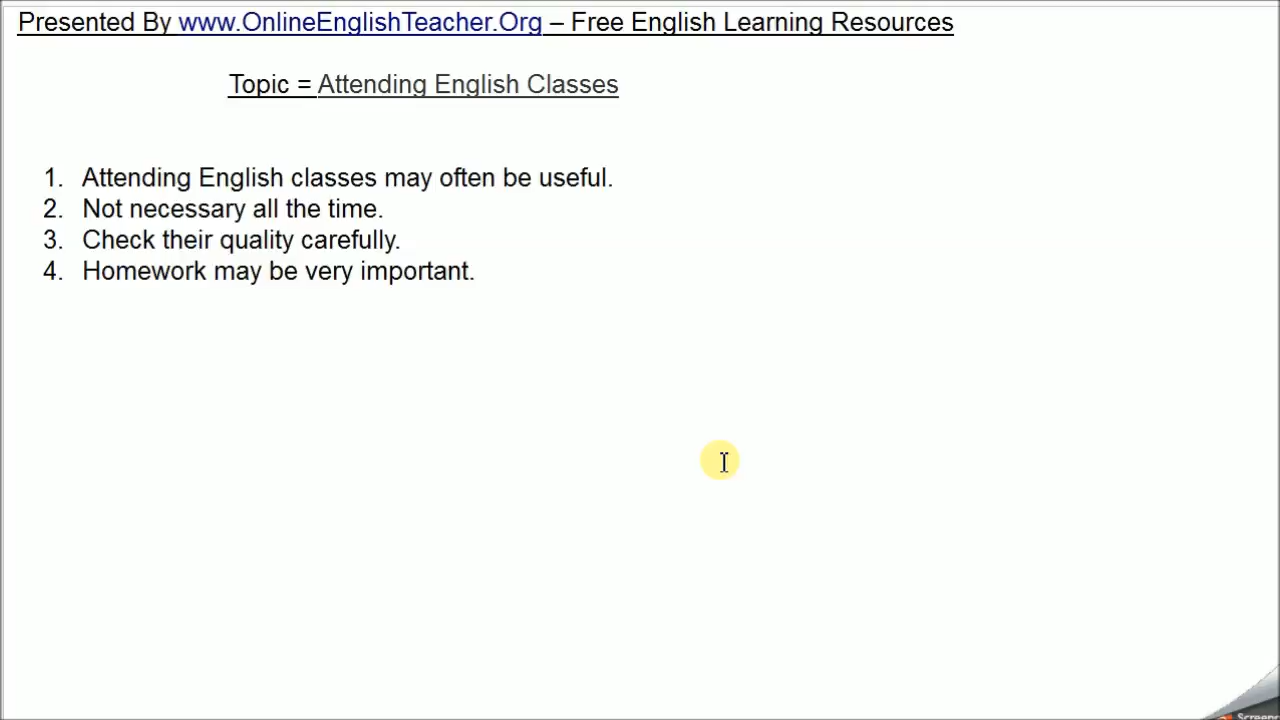 Presented By www.OnlineEnglishTeacher.Org – Free English Learning Resources
Topic = Attending English Classes
1. Attending English classes may often be useful.
2. Not necessary all the time.
3. Check their quality carefully.
4. Homework may be very important.